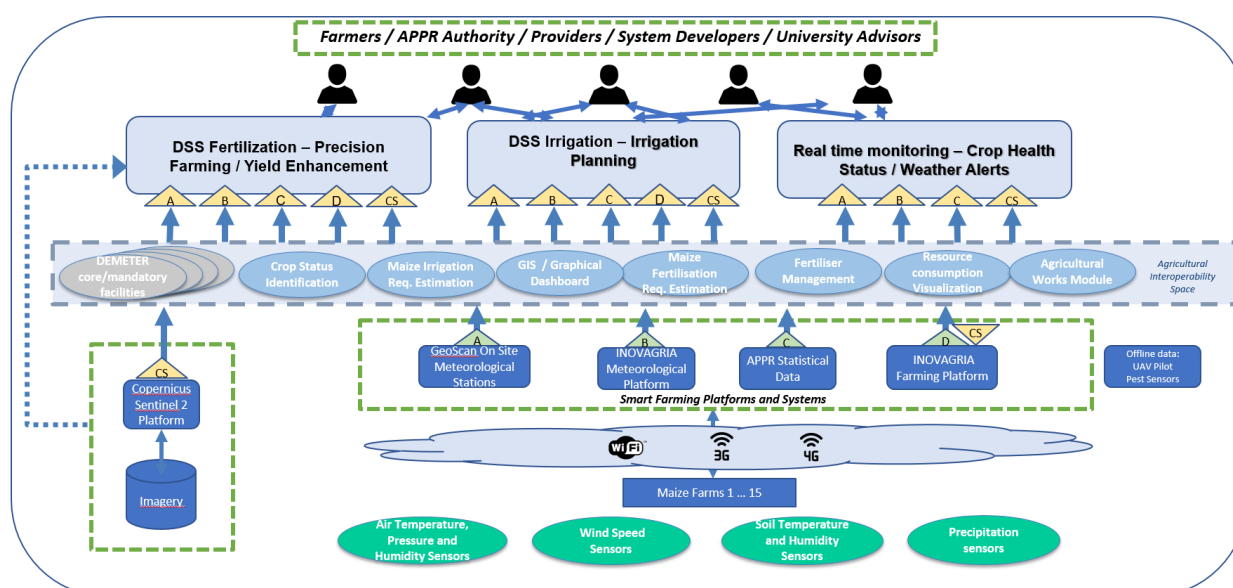 Farmers / APPR Authority / Providers / System Developers / University Advisors
DSS Fertilization – Precision
Farming / Yield Enhancement
DSS Irrigation – Irrigation
Planning
Real time monitoring – Crop Health
Status / Weather Alerts
A
B
C
D
CS
A
B
C
D
CS
A
B
C
CS
DEMETER
core/mandatory
facilities
Crop Status
Identification
Maize Irrigation
Req. Estimation
GIS / Graphical
Dashboard
Maize
Fertilisation
Req. Estimation
Fertiliser
Management
Resource
consumption
Visualization
Agricultural
Works Module
Agricultural
Interoperability
Space
CS
Copernicus
Sentinel 2
Platform
Imagery
A
GeoScan On Site
Meteorological
Stations
B
INOVAGRIA
Meteorological
Platform
C
APPR Statistical
Data
D
CS
INOVAGRIA
Farming Platform
Smart Farming Platforms and Systems
Offline data:
UAV Pilot
Pest Sensors
WiFi
3G
4G
Maize Farms 1 ... 15
Air Temperature,
Pressure and
Humidity Sensors
Wind Speed
Sensors
Soil Temperature
and Humidity
Sensors
Precipitation
sensors